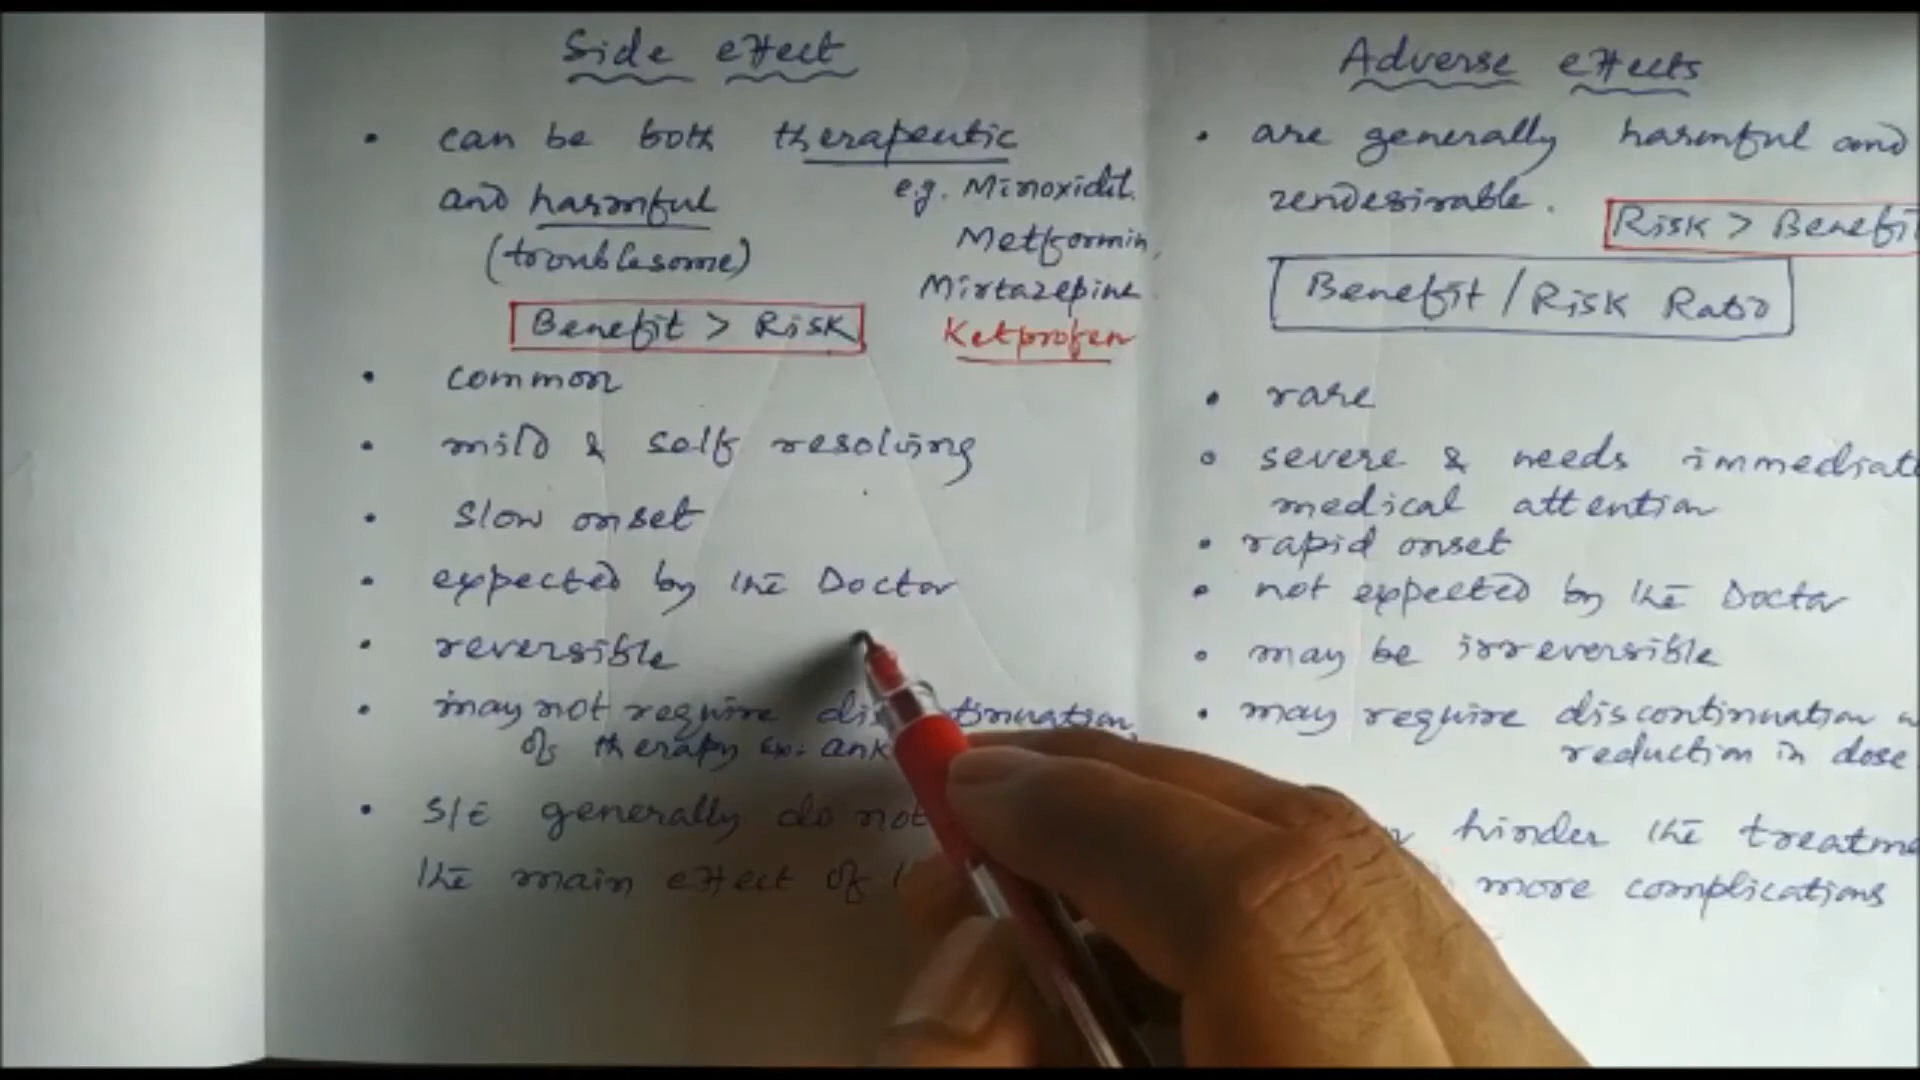 Side effect
• can be both therapeutic
and harmful
(troublesome)
e.g. Minoxidil.
Metformin,
Mirtazepine.
Ketprofen
Benefit > Risk
• common
• mild & self resolving
• slow onset
• expected by the Doctor
• reversible
• may not require
of therapy Ex:
• S/E generally do not
the main effect of
Adverse effects
• are generally harmful and
undesirable.
Risk > Benefit
Benefit / Risk Ratio
• rare
• severe & needs immediat
medical attention
• rapid onset
• not expected by the Doctor
• may be irreversible
• may require discontinuation
reduction in dose
hinder the treatme
more complications